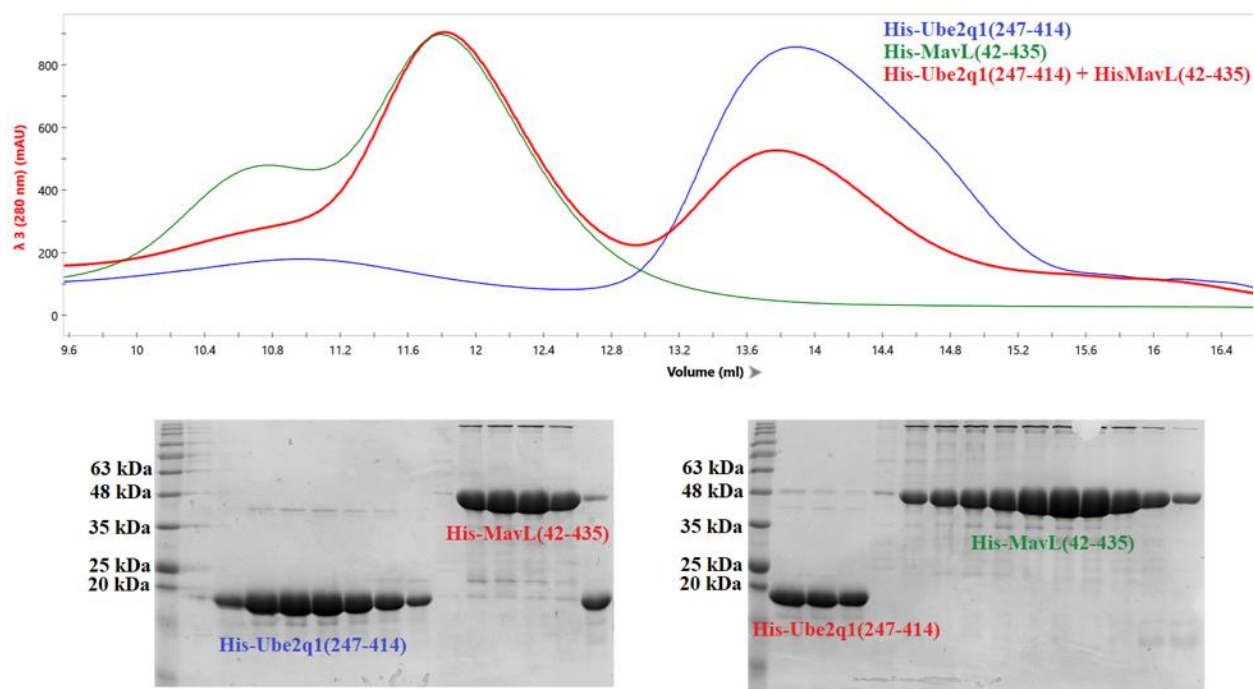 His-Ube2q1(247-414)
His-MavL(42-435)
His-Ube2q1(247-414) + HisMavL(42-435)
λ 3 (280 nm) (mAU)
800
600
400
200
0
9.6 10 10.4 10.8 11.2 11.6 12 12.4 12.8 13.2 13.6 14 14.4 14.8 15.2 15.6 16 16.4
Volume (ml)
63 kDa
48 kDa
35 kDa
25 kDa
20 kDa
His-MavL(42-435)
His-Ube2q1(247-414)
63 kDa
48 kDa
35 kDa
25 kDa
20 kDa
His-MavL(42-435)
His-Ube2q1(247-414)